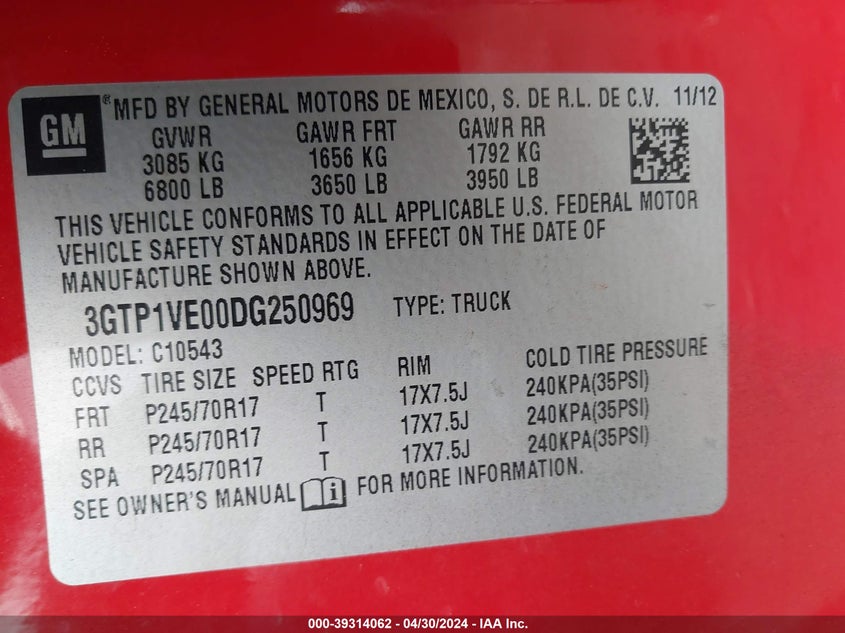 GM
® MFD BY GENERAL MOTORS DE MEXICO, S. DE R.L. DE C.V. 11/12
GVWR GAWR FRT GAWR RR
3085 KG 1656 KG 1792 KG
6800 LB 3650 LB 3950 LB
THIS VEHICLE CONFORMS TO ALL APPLICABLE U.S. FEDERAL MOTOR
VEHICLE SAFETY STANDARDS IN EFFECT ON THE DATE OF
MANUFACTURE SHOWN ABOVE.
3GTP1VE00DG250969 TYPE: TRUCK
MODEL: C10543
CCVS TIRE SIZE SPEED RTG RIM COLD TIRE PRESSURE
FRT P245/70R17 T 17X7.5J 240KPA(35PSI)
RR P245/70R17 T 17X7.5J 240KPA(35PSI)
SPA P245/70R17 T 17X7.5J 240KPA(35PSI)
SEE OWNER'S MANUAL i FOR MORE INFORMATION.
000-39314062 - 04/30/2024 - IAA Inc.